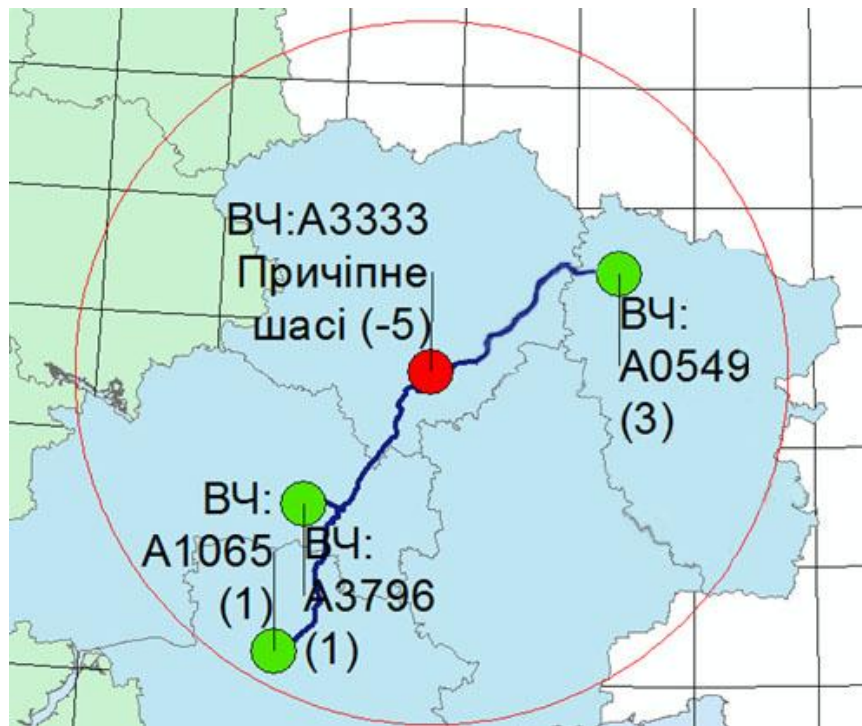 ВЧ:А3333
Причіпне
шасі (-5)
ВЧ:
А0549
(3)
ВЧ:
А1065
(1)
ВЧ:
А3796
(1)